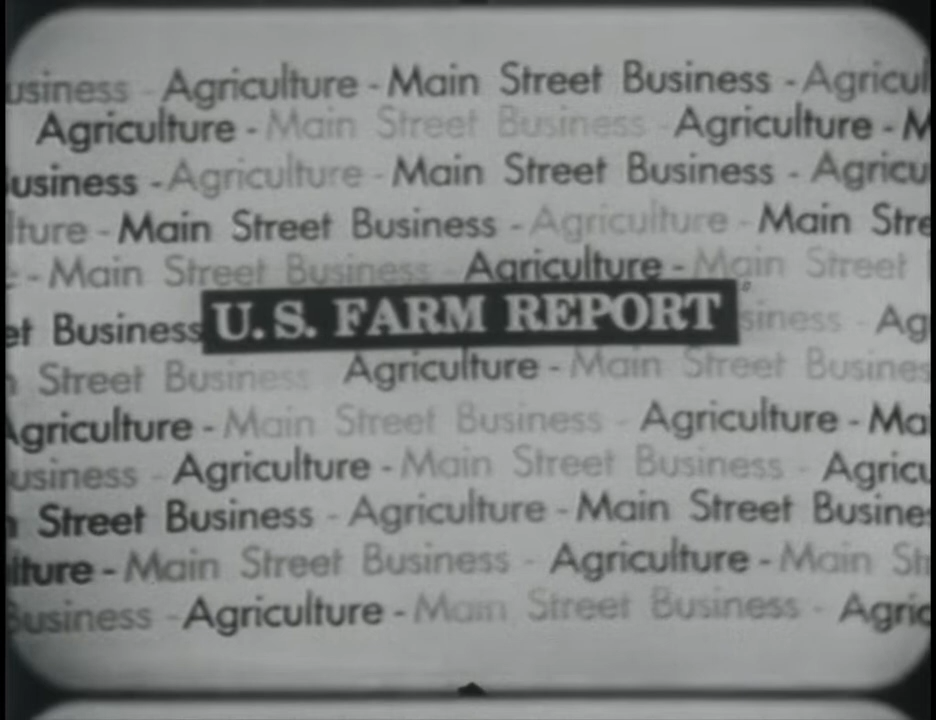 usiness - Agriculture - Main Street Business - Agricul
Agriculture - Main Street Business - Agriculture - M
usiness - Agriculture - Main Street Business - Agricu
lture - Main Street Business - Agriculture - Main Stre
- Main Street Business - Agriculture - Main Street
U.S. FARM REPORT
et Business siness - Ag
n Street Business Agriculture - Main Street Busines
Agriculture - Main Street Business - Agriculture - Ma
usiness - Agriculture - Main Street Business - Agricu
n Street Business - Agriculture - Main Street Busine
lture - Main Street Business - Agriculture - Main St
Business - Agriculture - Main Street Business - Agric